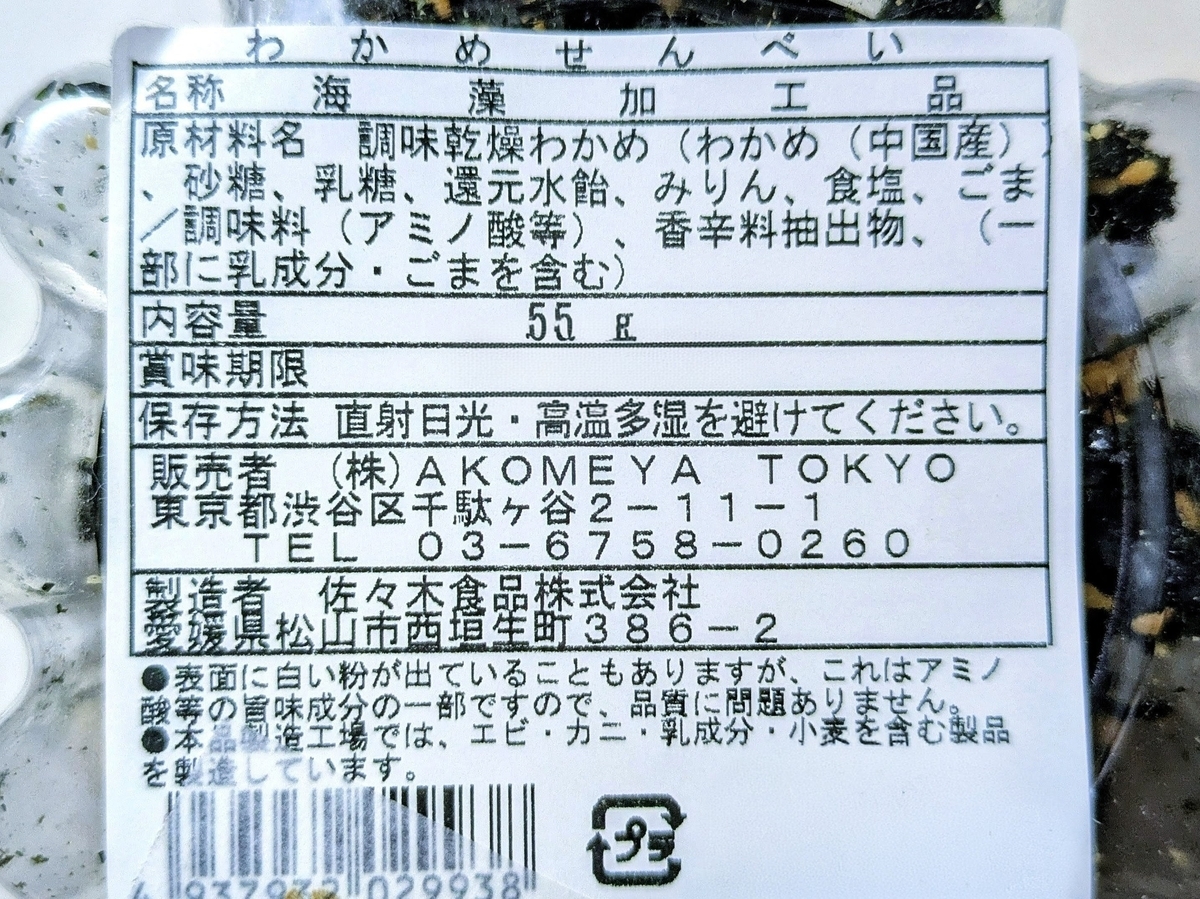 わかめせんべい
名称 海藻加工品
原材料名 調味乾燥わかめ（わかめ（中国産））
、砂糖、乳糖、還元水飴、みりん、食塩、ごま
／調味料（アミノ酸等）、香辛料抽出物、（一
部に乳成分・ごまを含む）
内容量 55 g
賞味期限
保存方法 直射日光・高温多湿を避けてください。
販売者 （株）ＡＫＯＭＥＹＡ ＴＯＫＹＯ
東京都渋谷区千駄ヶ谷２－１１－１
ＴＥＬ ０３－６７５８－０２６０
製造者 佐々木食品株式会社
愛媛県松山市西垣生町３８６－２
●表面に白い粉が出ていることもありますが、これはアミノ
酸等の旨味成分の一部ですので、品質に問題ありません。
●本品製造工場では、エビ・カニ・乳成分・小麦を含む製品
を製造しています。
プラ
4 937932 029938